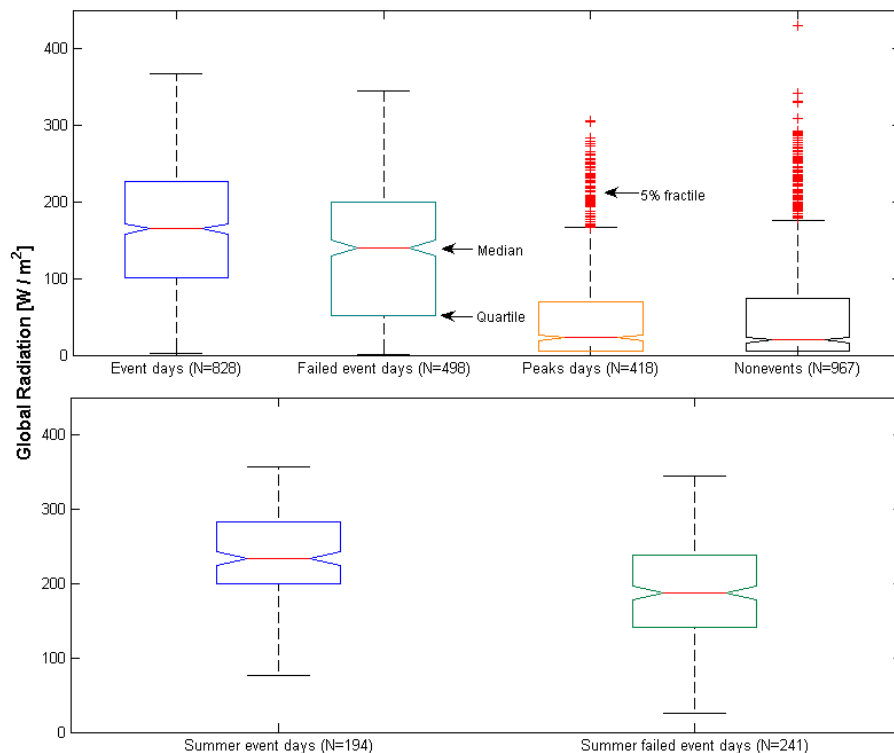 Global Radiation [W / m²]
400
300
200
100
0
5% fractile
Median
Quartile
Event days (N=828)
Failed event days (N=498)
Peaks days (N=418)
Nonevents (N=967)
400
300
200
100
0
Summer event days (N=194)
Summer failed event days (N=241)